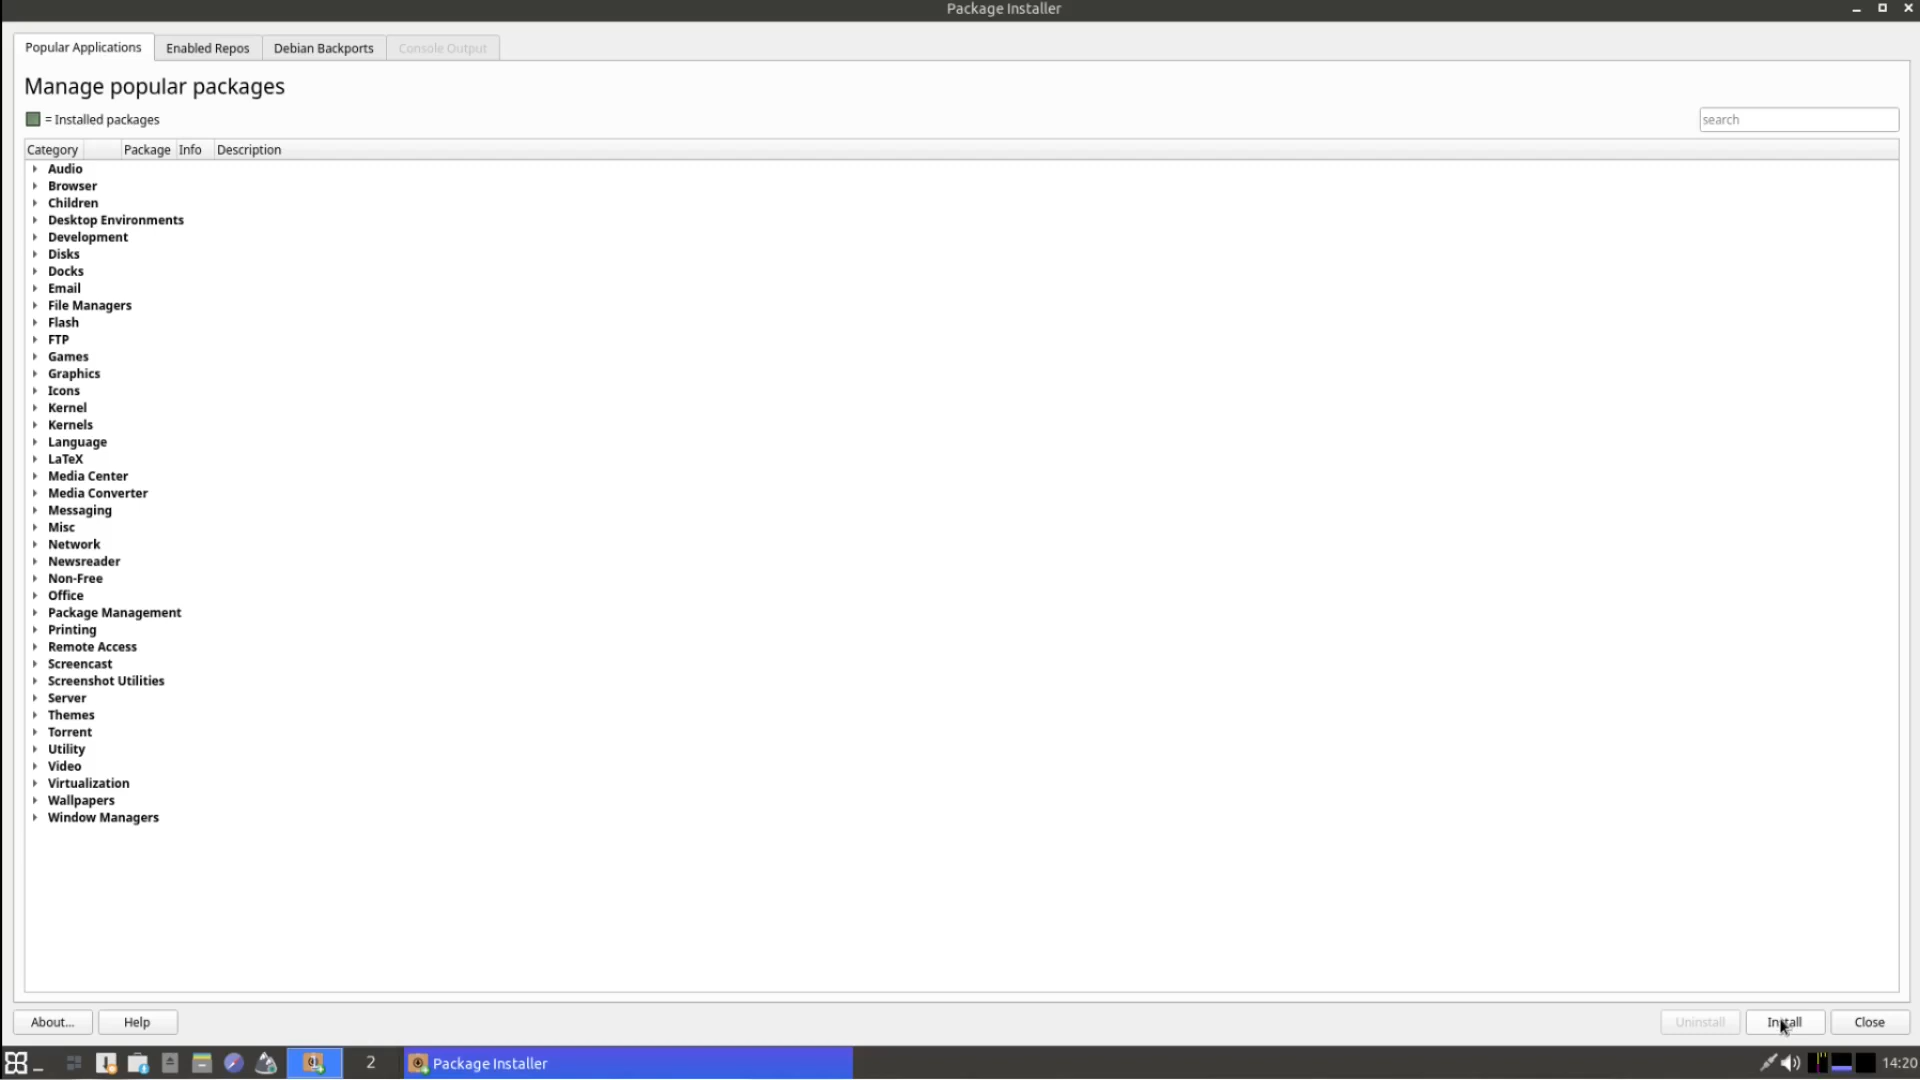 Package Installer
Popular Applications
Enabled Repos
Debian Backports
Console Output
Manage popular packages
= Installed packages
search
Category Package Info Description
Audio
Browser
Children
Desktop Environments
Development
Disks
Docks
Email
File Managers
Flash
FTP
Games
Graphics
Icons
Kernel
Kernels
Language
LaTeX
Media Center
Media Converter
Messaging
Misc
Network
Newsreader
Non-Free
Office
Package Management
Printing
Remote Access
Screencast
Screenshot Utilities
Server
Themes
Torrent
Utility
Video
Virtualization
Wallpapers
Window Managers
About...
Help
Uninstall
Install
Close
2
Package Installer
14:20